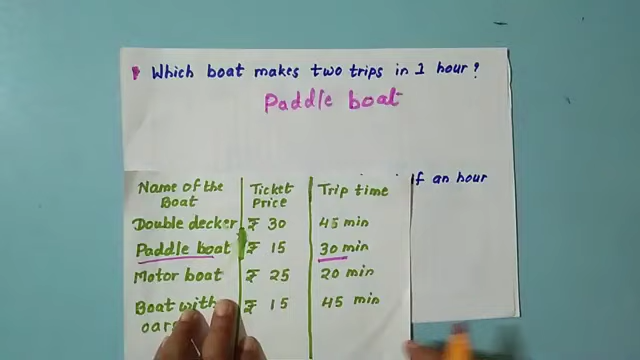 Which boat makes two trips in 1 hour?
Paddle boat
f an hour
Name of the Boat Ticket Price Trip time
Double decker ₹ 30 45 min
Paddle boat ₹ 15 30 min
Motor boat ₹ 25 20 min
Boat with oars ₹ 15 45 min